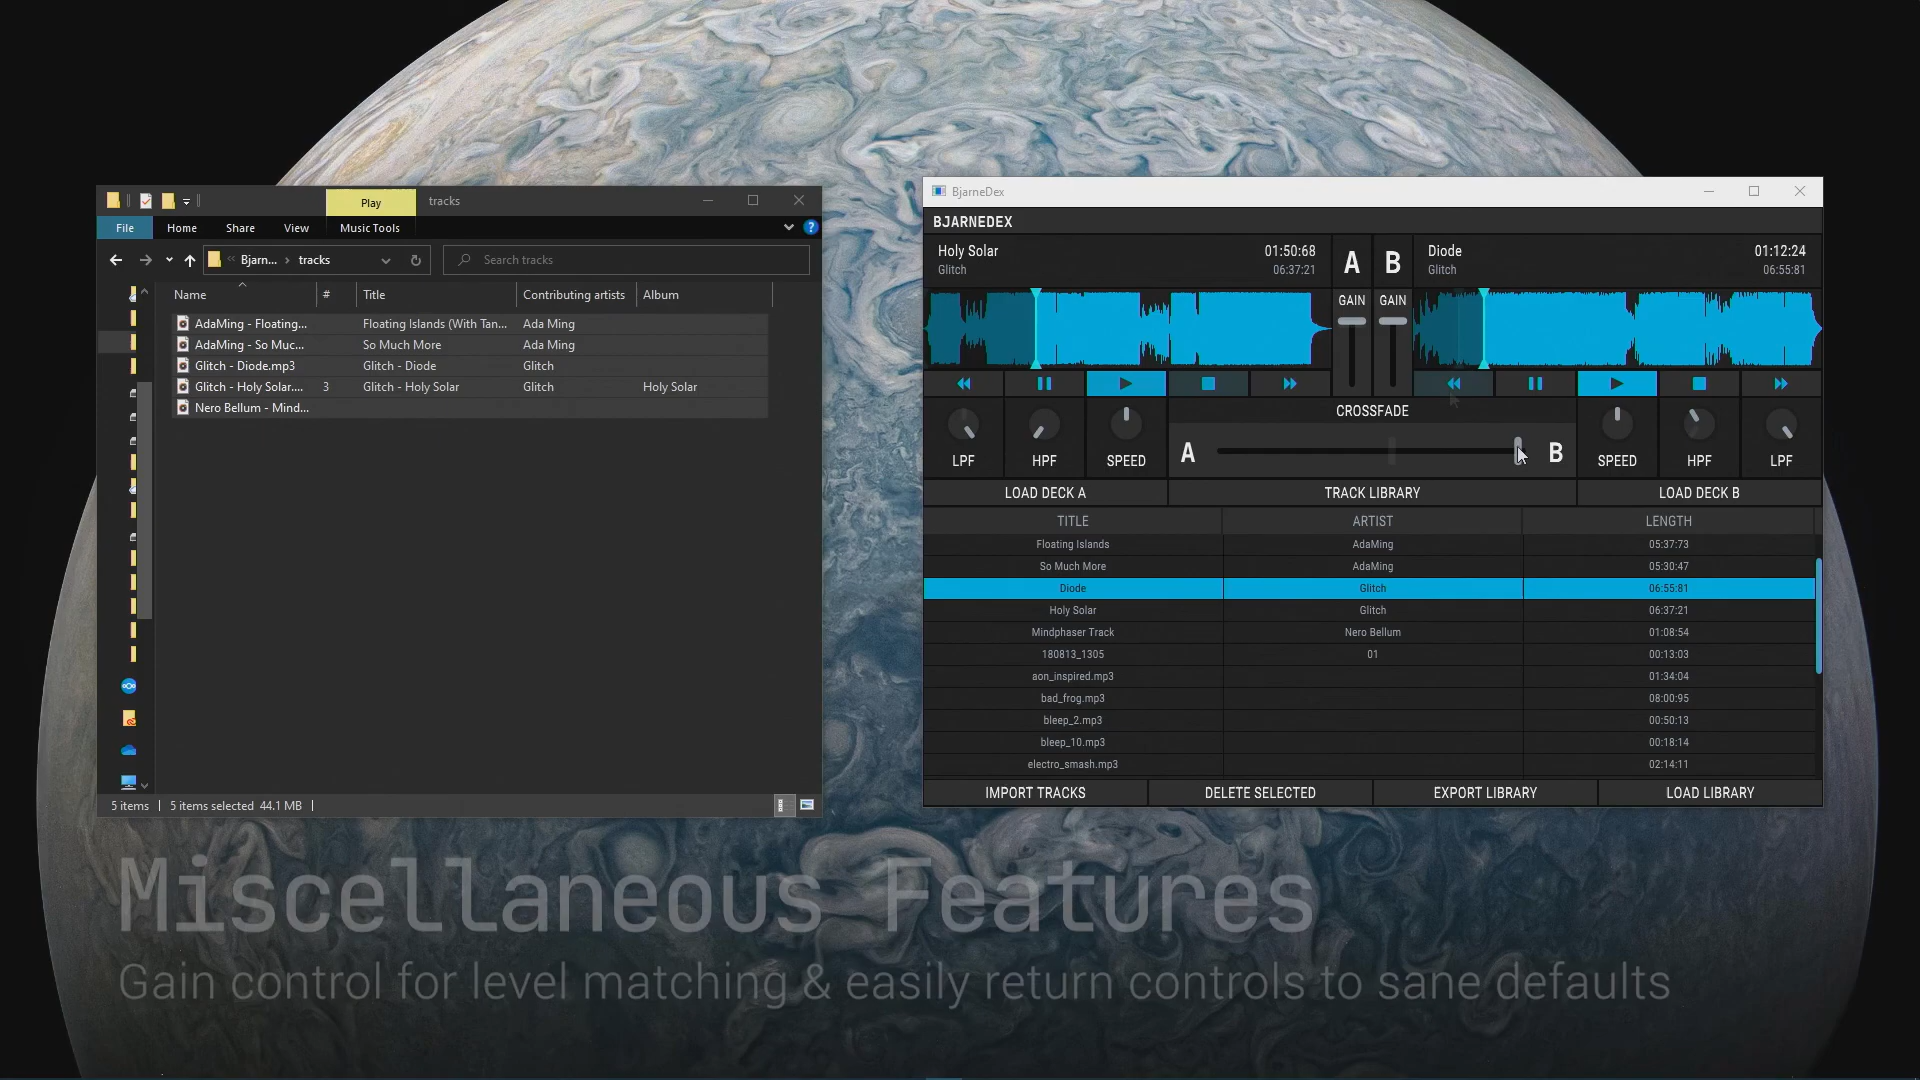 Play
tracks
File
Home
Share
View
Music Tools
Bjarn...
tracks
Search tracks
Name
#
Title
Contributing artists
Album
AdaMing - Floating... Floating Islands (With Tan... Ada Ming
AdaMing - So Muc... So Much More Ada Ming
Glitch - Diode.mp3 Glitch - Diode Glitch
Glitch - Holy Solar.... 3 Glitch - Holy Solar Glitch Holy Solar
Nero Bellum - Mind...
5 items
5 items selected 44.1 MB
BjarneDex
BJARNEDEX
Holy Solar 01:50:68
Glitch 06:37:21
A
B
Diode 01:12:24
Glitch 06:55:81
GAIN
GAIN
CROSSFADE
LPF
HPF
SPEED
A
B
SPEED
HPF
LPF
LOAD DECK A
TRACK LIBRARY
LOAD DECK B
TITLE ARTIST LENGTH
Floating Islands AdaMing 05:37:73
So Much More AdaMing 05:30:47
Diode Glitch 06:55:81
Holy Solar Glitch 06:37:21
Mindphaser Track Nero Bellum 01:08:54
180813_1305 01 00:13:03
aon_inspired.mp3 01:34:04
bad_frog.mp3 08:00:95
bleep_2.mp3 00:50:13
bleep_10.mp3 00:18:14
electro_smash.mp3 02:14:11
IMPORT TRACKS
DELETE SELECTED
EXPORT LIBRARY
LOAD LIBRARY
Miscellaneous Features
Gain control for level matching & easily return controls to sane defaults